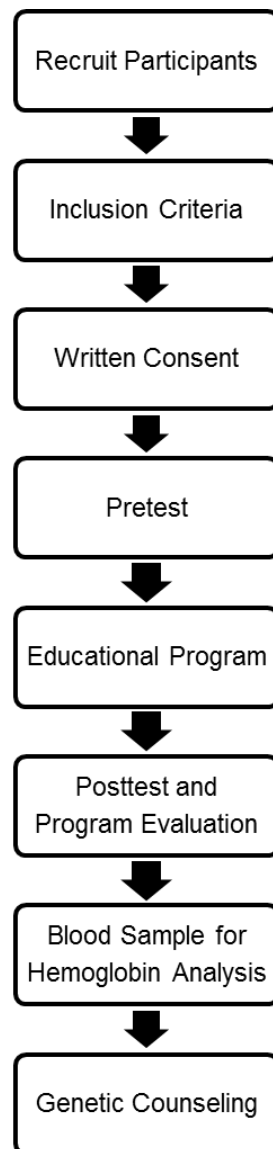 Recruit Participants
Inclusion Criteria
Written Consent
Pretest
Educational Program
Posttest and
Program Evaluation
Blood Sample for
Hemoglobin Analysis
Genetic Counseling